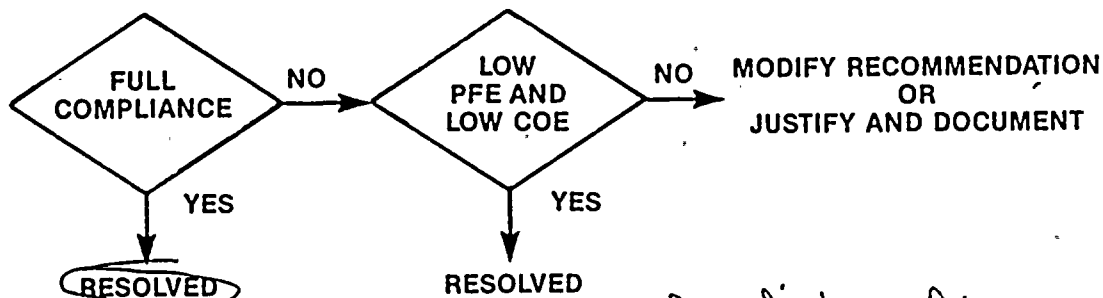 FULL
COMPLIANCE
NO
LOW
PFE AND
LOW COE
NO
MODIFY RECOMMENDATION
OR
JUSTIFY AND DOCUMENT
YES
YES
RESOLVED
RESOLVED